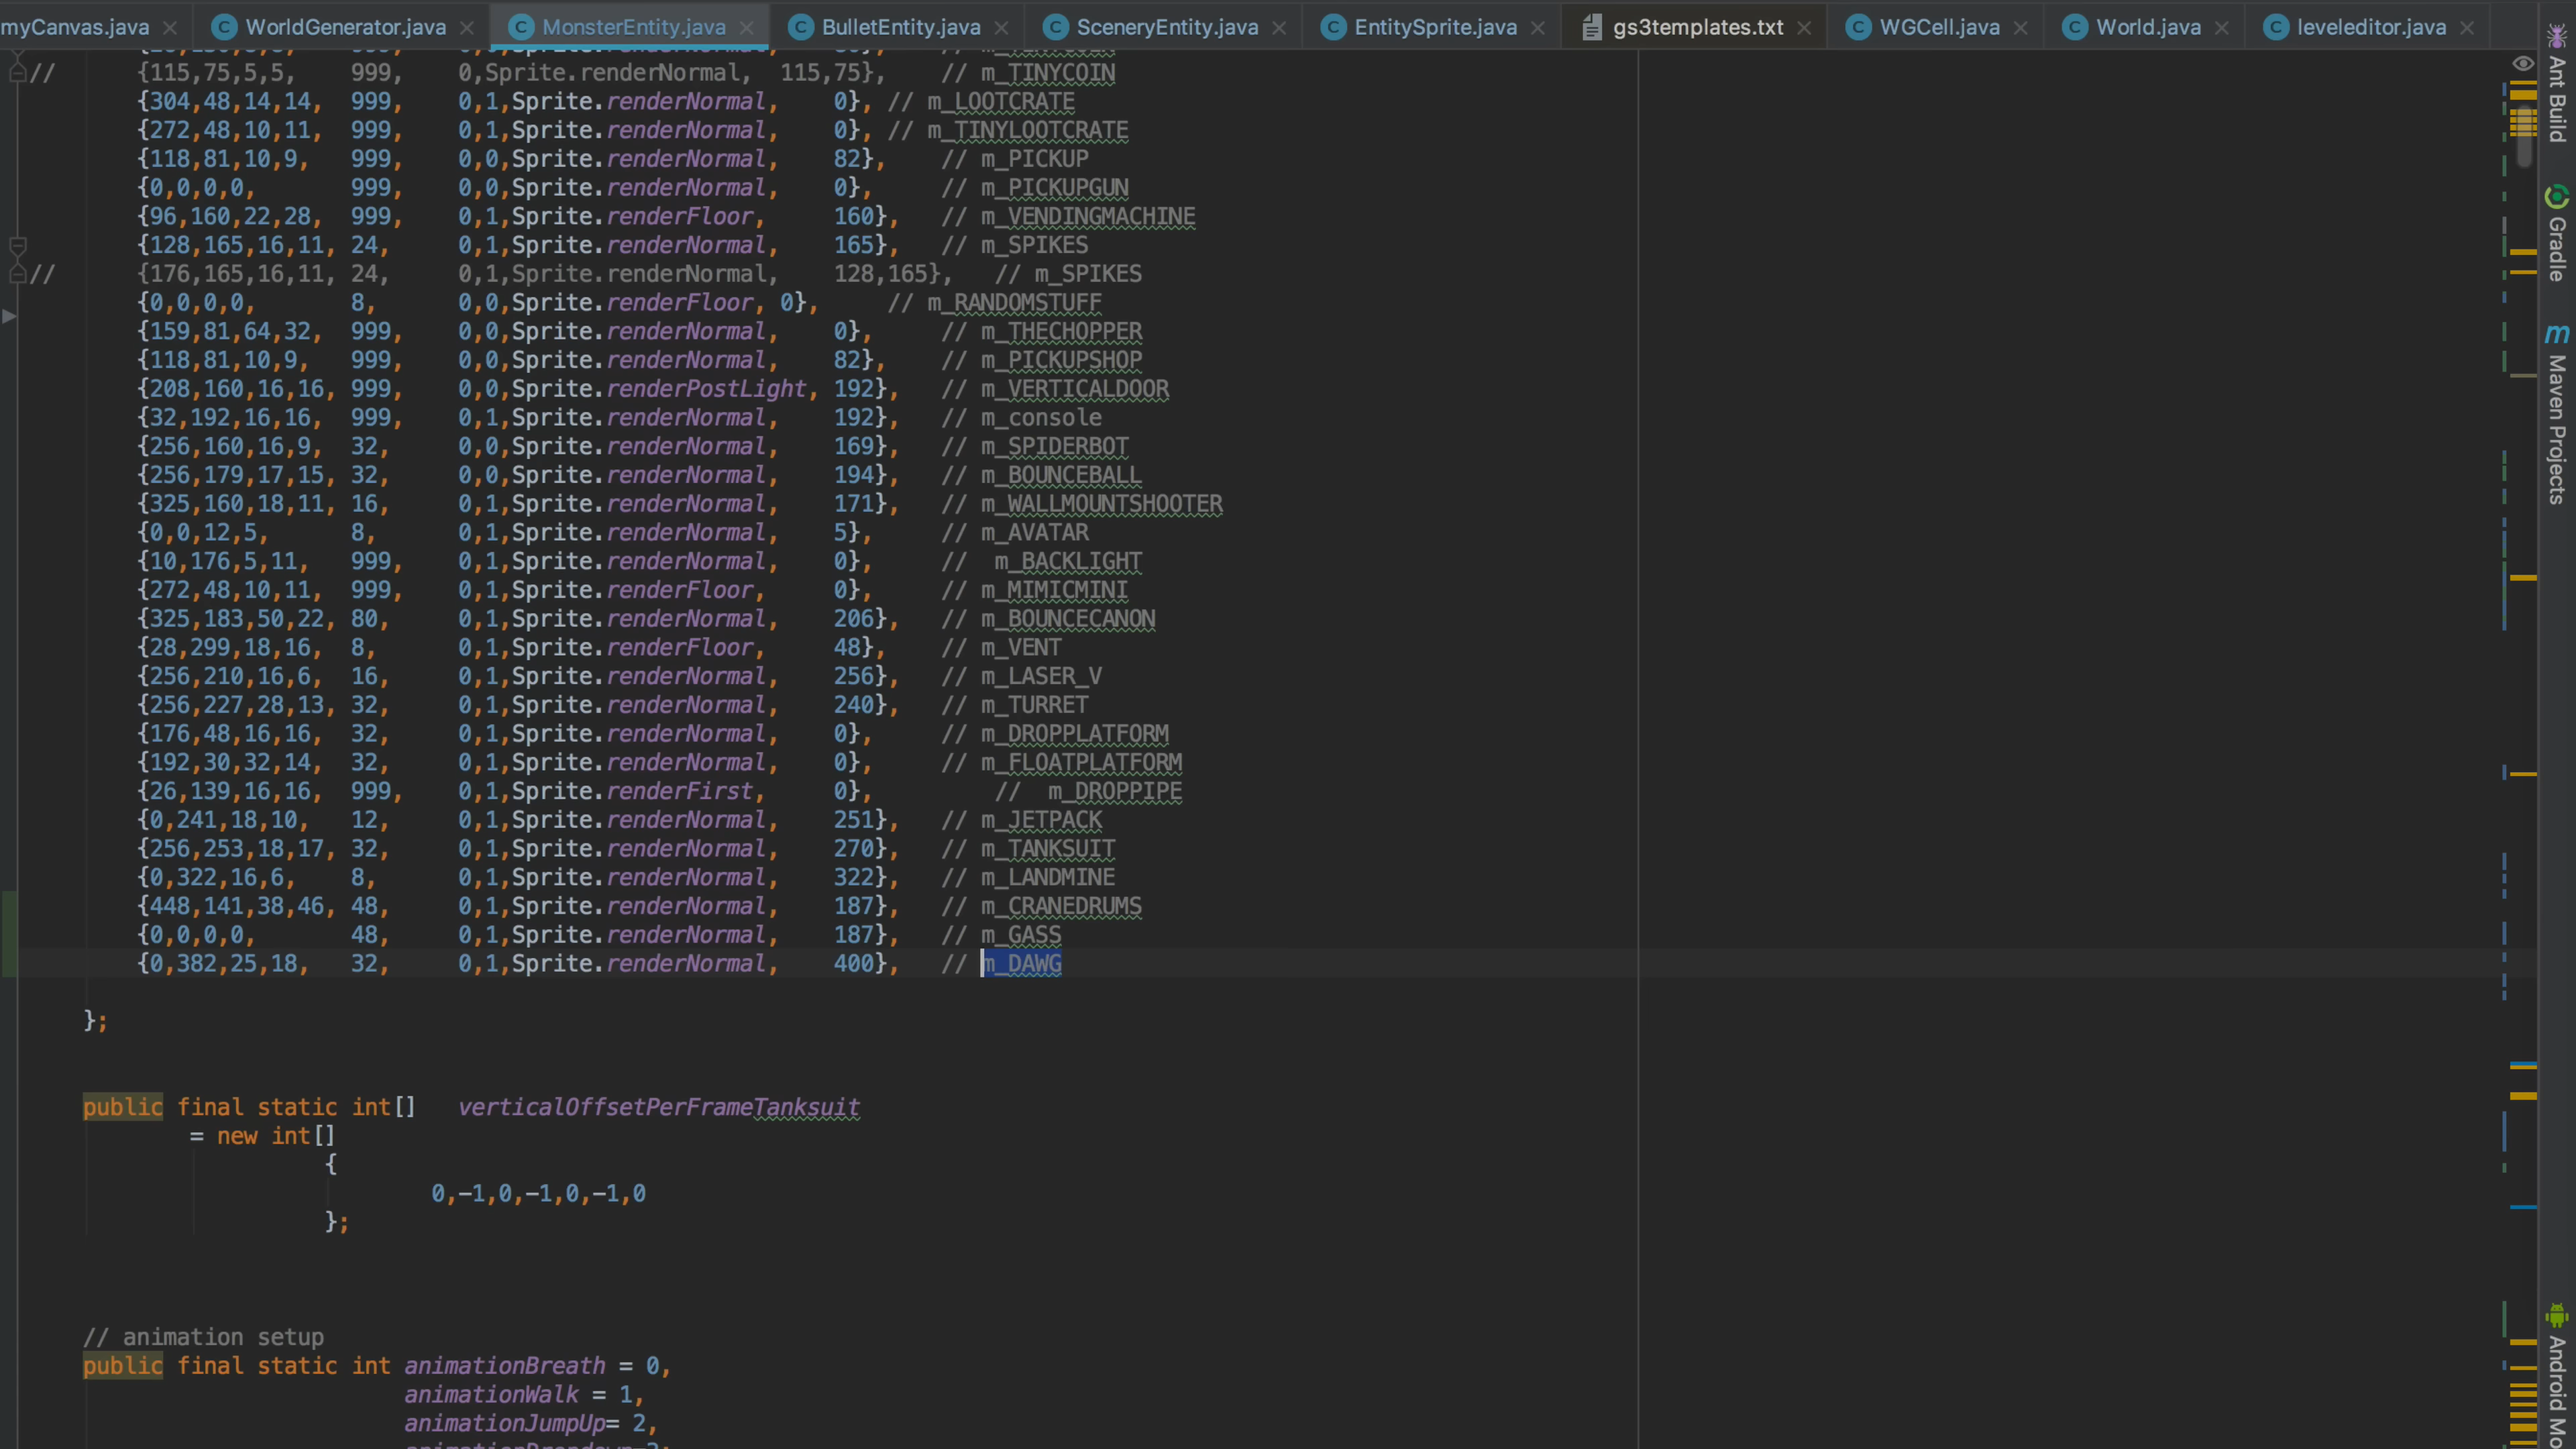 myCanvas.java
WorldGenerator.java
MonsterEntity.java
BulletEntity.java
SceneryEntity.java
EntitySprite.java
gs3templates.txt
WGCell.java
World.java
leveleditor.java
// {115,75,5,5, 999, 0,Sprite.renderNormal, 115,75}, // m_TINYCOIN
{304,48,14,14, 999, 0,1,Sprite.renderNormal, 0}, // m_LOOTCRATE
{272,48,10,11, 999, 0,1,Sprite.renderNormal, 0}, // m_TINYLOOTCRATE
{118,81,10,9, 999, 0,0,Sprite.renderNormal, 82}, // m_PICKUP
{0,0,0,0, 999, 0,0,Sprite.renderNormal, 0}, // m_PICKUPGUN
{96,160,22,28, 999, 0,1,Sprite.renderFloor, 160}, // m_VENDINGMACHINE
{128,165,16,11, 24, 0,1,Sprite.renderNormal, 165}, // m_SPIKES
// {176,165,16,11, 24, 0,1,Sprite.renderNormal, 128,165}, // m_SPIKES
{0,0,0,0, 8, 0,0,Sprite.renderFloor, 0}, // m_RANDOMSTUFF
{159,81,64,32, 999, 0,0,Sprite.renderNormal, 0}, // m_THECHOPPER
{118,81,10,9, 999, 0,0,Sprite.renderNormal, 82}, // m_PICKUPSHOP
{208,160,16,16, 999, 0,0,Sprite.renderPostLight, 192}, // m_VERTICALDOOR
{32,192,16,16, 999, 0,1,Sprite.renderNormal, 192}, // m_console
{256,160,16,9, 32, 0,0,Sprite.renderNormal, 169}, // m_SPIDERBOT
{256,179,17,15, 32, 0,0,Sprite.renderNormal, 194}, // m_BOUNCEBALL
{325,160,18,11, 16, 0,1,Sprite.renderNormal, 171}, // m_WALLMOUNTSHOOTER
{0,0,12,5, 8, 0,1,Sprite.renderNormal, 5}, // m_AVATAR
{10,176,5,11, 999, 0,1,Sprite.renderNormal, 0}, // m_BACKLIGHT
{272,48,10,11, 999, 0,1,Sprite.renderFloor, 0}, // m_MIMICMINI
{325,183,50,22, 80, 0,1,Sprite.renderNormal, 206}, // m_BOUNCECANON
{28,299,18,16, 8, 0,1,Sprite.renderFloor, 48}, // m_VENT
{256,210,16,6, 16, 0,1,Sprite.renderNormal, 256}, // m_LASER_V
{256,227,28,13, 32, 0,1,Sprite.renderNormal, 240}, // m_TURRET
{176,48,16,16, 32, 0,1,Sprite.renderNormal, 0}, // m_DROPPLATFORM
{192,30,32,14, 32, 0,1,Sprite.renderNormal, 0}, // m_FLOATPLATFORM
{26,139,16,16, 999, 0,1,Sprite.renderFirst, 0}, // m_DROPPIPE
{0,241,18,10, 12, 0,1,Sprite.renderNormal, 251}, // m_JETPACK
{256,253,18,17, 32, 0,1,Sprite.renderNormal, 270}, // m_TANKSUIT
{0,322,16,6, 8, 0,1,Sprite.renderNormal, 322}, // m_LANDMINE
{448,141,38,46, 48, 0,1,Sprite.renderNormal, 187}, // m_CRANEDRUMS
{0,0,0,0, 48, 0,1,Sprite.renderNormal, 187}, // m_GASS
{0,382,25,18, 32, 0,1,Sprite.renderNormal, 400}, // m_DAWG
};
public final static int[] verticalOffsetPerFrameTanksuit
= new int[]
{
0,-1,0,-1,0,-1,0
};
// animation setup
public final static int animationBreath = 0,
animationWalk = 1,
animationJumpUp= 2,
Ant Build
Gradle
Maven Projects
Android Mo